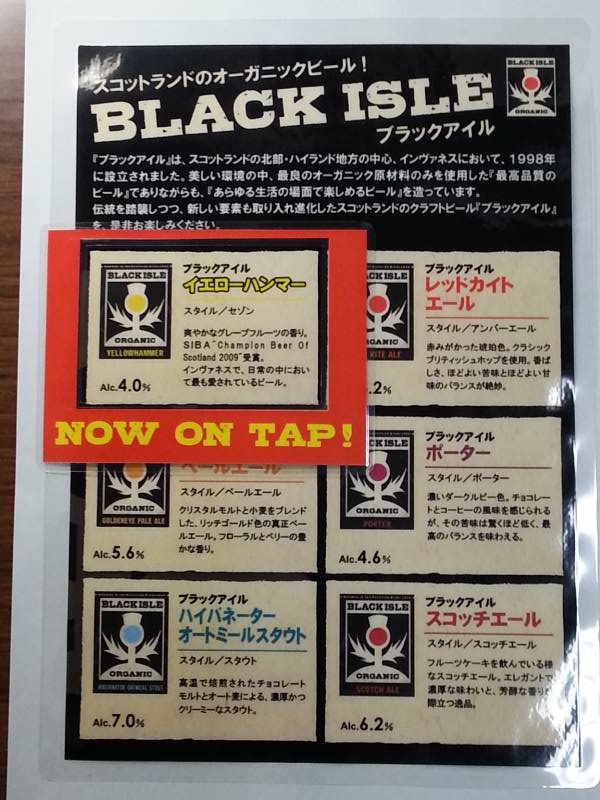 スコットランドのオーガニックビール！
BLACK ISLE
ブラックアイル
BLACK ISLE
ORGANIC
『ブラックアイル』は、スコットランドの北部・ハイランド地方の中心、インヴァネスにおいて、1998年
に設立されました。美しい環境の中、最良のオーガニック原材料のみを使用した『最高品質の
ビール』でありながらも、『あらゆる生活の場面で楽しめるビール』を造っています。
伝統を踏襲しつつ、新しい要素も取り入れ進化したスコットランドのクラフトビール『ブラックアイル』
を、是非お楽しみください。
BLACK ISLE
ORGANIC
YELLOWHAMMER
Alc.4.0%
ブラックアイル
イエローハンマー
スタイル／セゾン
爽やかなグレープフルーツの香り。
SIBA"Champion Beer Of
Scotland 2009"受賞。
インヴァネスで、日常の中におい
て最も愛されているビール。
NOW ON TAP!
KITE ALE
.2%
ブラックアイル
レッドカイト
エール
スタイル／アンバーエール
赤みがかった琥珀色。クラシック
ブリティッシュホップを使用。香ば
しさ、ほどよい苦味とほどよい甘
味のバランスが絶妙。
ORGANIC
GOLDENEYE PALE ALE
Alc.5.6%
ペールエール
スタイル／ペールエール
クリスタルモルトと小麦をブレンド
した、リッチゴールド色の真正ペー
ルエール。フローラルとベリーの豊
かな香り。
BLACK ISLE
ORGANIC
PORTER
Alc.4.6%
ブラックアイル
ポーター
スタイル／ポーター
濃いダークルビー色。チョコレート
とコーヒーの風味を感じられる
が、その苦味は驚くほど低く、最
高のバランスを味わえる。
BLACK ISLE
ORGANIC
HIBERNATOR OATMEAL STOUT
Alc.7.0%
ブラックアイル
ハイバネーター
オートミールスタウト
スタイル／スタウト
高温で焙煎されたチョコレート
モルトとオート麦による、濃厚かつ
クリーミーなスタウト。
BLACK ISLE
ORGANIC
SCOTCH ALE
Alc.6.2%
ブラックアイル
スコッチエール
スタイル／スコッチエール
フルーツケーキを飲んでいる様
なスコッチエール。エレガントで
濃厚な味わいと、芳醇な香りが
際立つ逸品。